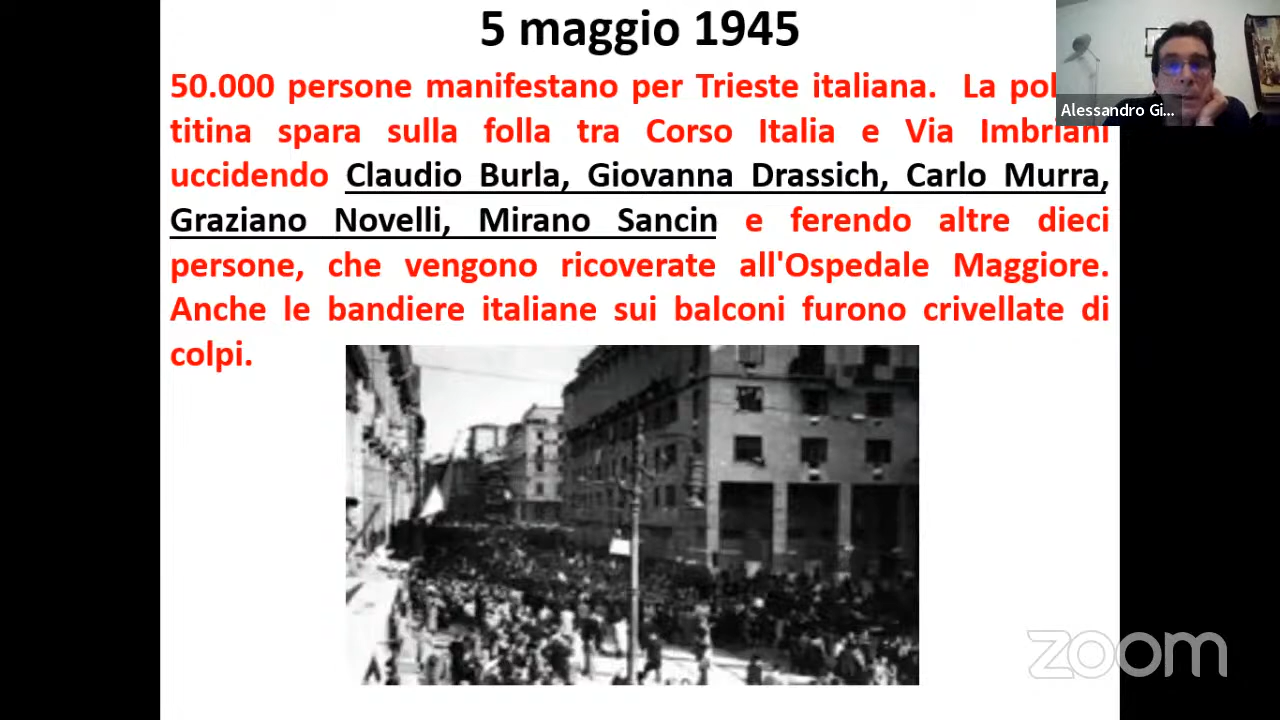 5 maggio 1945
50.000 persone manifestano per Trieste italiana. La pol
titina spara sulla folla tra Corso Italia e Via Imbriani
uccidendo Claudio Burla, Giovanna Drassich, Carlo Murra,
Graziano Novelli, Mirano Sancin e ferendo altre dieci
persone, che vengono ricoverate all'Ospedale Maggiore.
Anche le bandiere italiane sui balconi furono crivellate di
colpi.
Alessandro Gi...
zoom